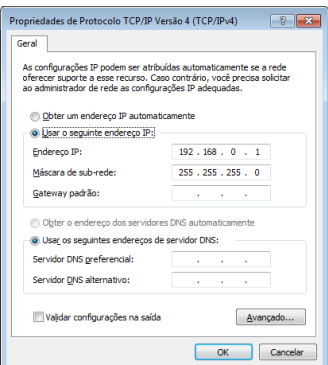 Propriedades de Protocolo TCP/IP Versão 4 (TCP/IPv4)
Geral
As configurações IP podem ser atribuídas automaticamente se a rede
oferecer suporte a esse recurso. Caso contrário, você precisa solicitar
ao administrador de rede as configurações IP adequadas.
Obter um endereço IP automaticamente
Usar o seguinte endereço IP:
Endereço IP: 192 . 168 . 0 . 1
Máscara de sub-rede: 255 . 255 . 255 . 0
Gateway padrão: . . .
Obter o endereço dos servidores DNS automaticamente
Usar os seguintes endereços de servidor DNS:
Servidor DNS preferencial: . . .
Servidor DNS alternativo: . . .
Validar configurações na saída
Avançado...
OK Cancelar